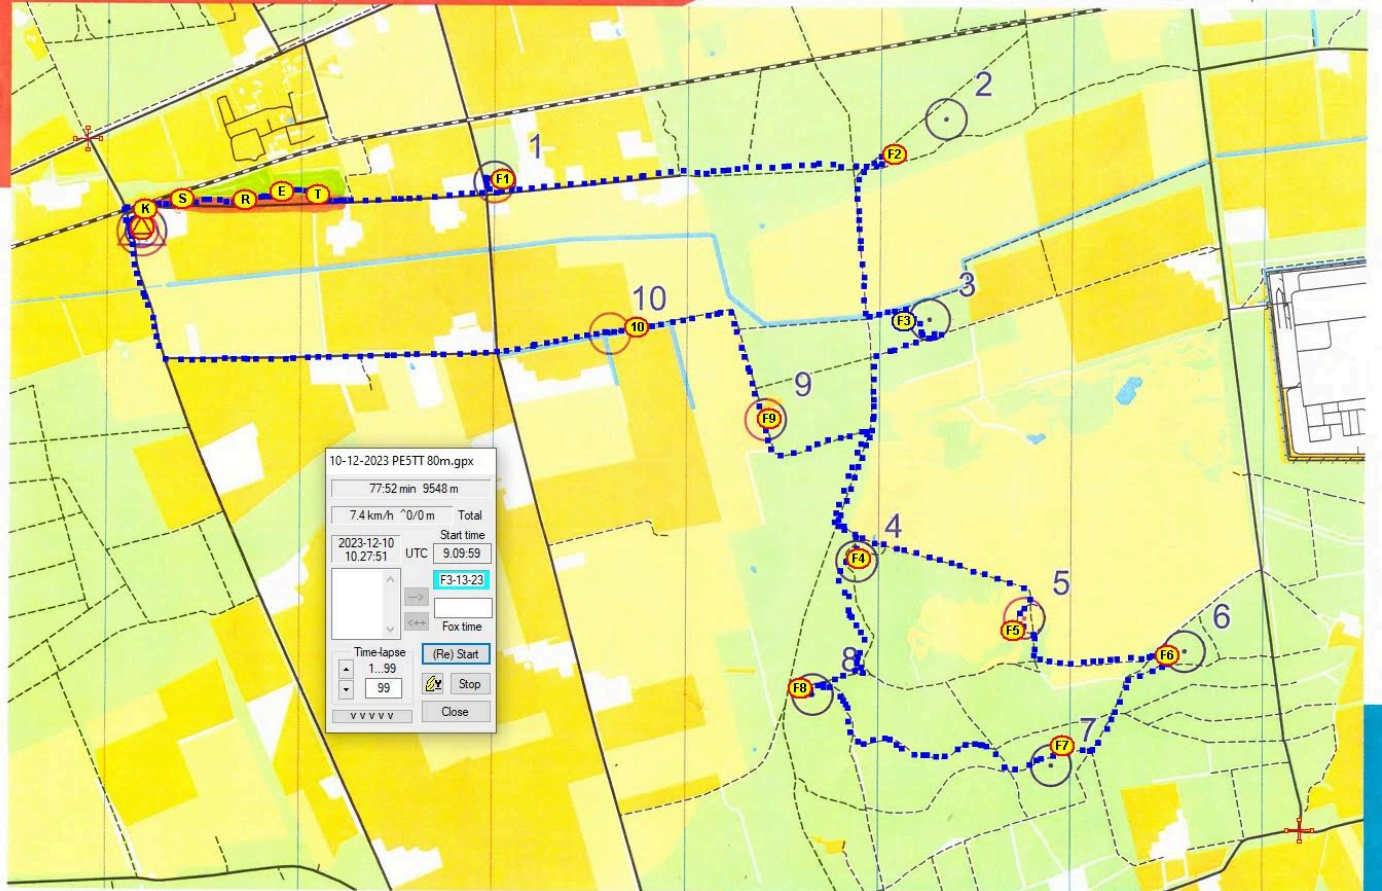 2
1
F2
F1
K
S
R
E
T
3
10
F3
10
9
F9
10-12-2023 PE5TT 80m.gpx
77:52 min 9548 m
7.4 km/h ^0/0 m Total
Start time
2023-12-10
10.27:51
UTC
9.09:59
F3-13-23
-->
<++
Fox time
Time-lapse
1...99
99
(Re) Start
Stop
v v v v v
Close
4
F4
5
F5
6
F6
8
F8
7
F7